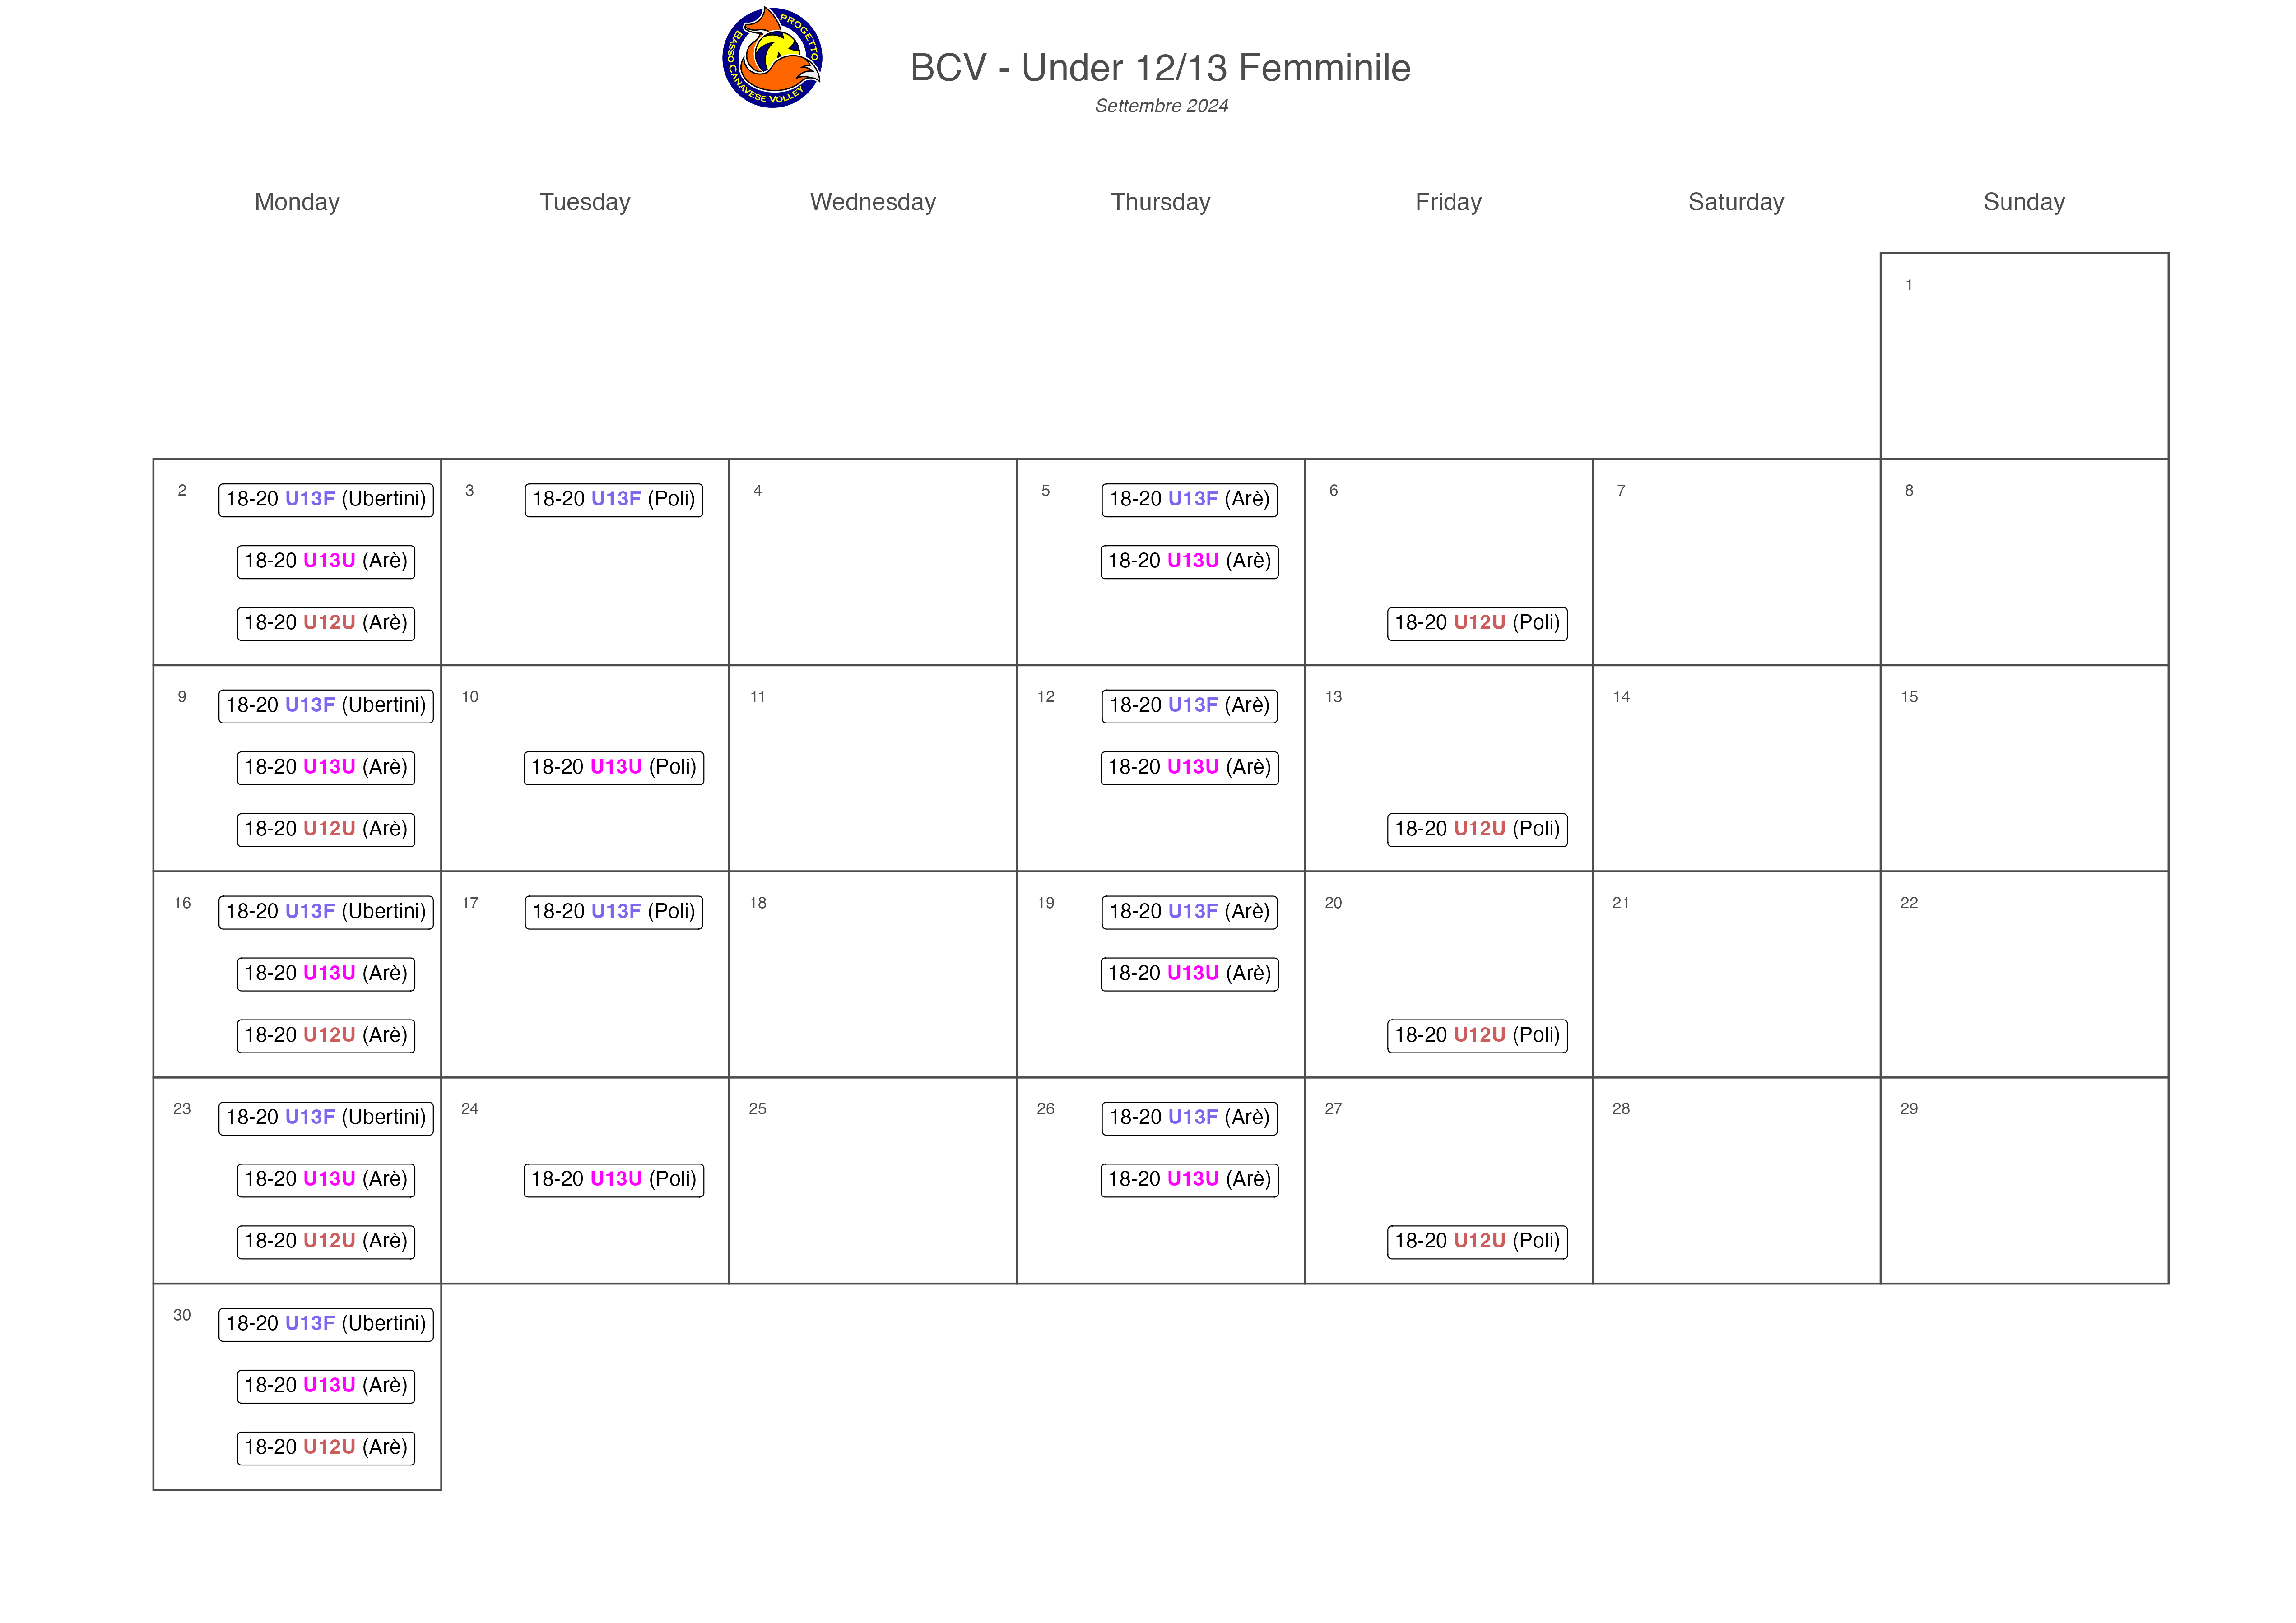 PROGETTO
BASSO CANAVESE VOLLEY
BCV - Under 12/13 Femminile
Settembre 2024
Monday Tuesday Wednesday Thursday Friday Saturday Sunday
1
2 18-20 U13F (Ubertini) 3 18-20 U13F (Poli) 4 5 18-20 U13F (Arè) 6 7 8
18-20 U13U (Arè) 18-20 U13U (Arè)
18-20 U12U (Arè) 18-20 U12U (Poli)
9 18-20 U13F (Ubertini) 10 11 12 18-20 U13F (Arè) 13 14 15
18-20 U13U (Arè) 18-20 U13U (Poli) 18-20 U13U (Arè)
18-20 U12U (Arè) 18-20 U12U (Poli)
16 18-20 U13F (Ubertini) 17 18-20 U13F (Poli) 18 19 18-20 U13F (Arè) 20 21 22
18-20 U13U (Arè) 18-20 U13U (Arè)
18-20 U12U (Arè) 18-20 U12U (Poli)
23 18-20 U13F (Ubertini) 24 25 26 18-20 U13F (Arè) 27 28 29
18-20 U13U (Arè) 18-20 U13U (Poli) 18-20 U13U (Arè)
18-20 U12U (Arè) 18-20 U12U (Poli)
30 18-20 U13F (Ubertini)
18-20 U13U (Arè)
18-20 U12U (Arè)